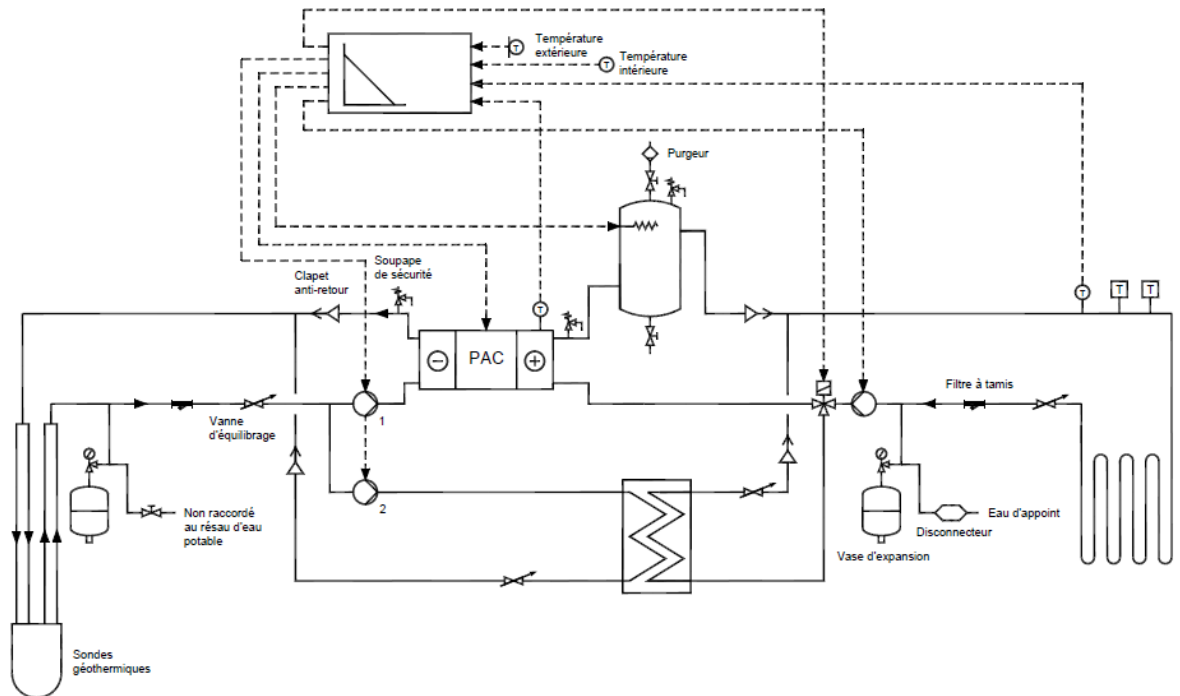 Température
extérieure
T
Température
intérieure
T
Purgeur
Soupape
de sécurité
Clapet
anti-retour
T
T
T
T
PAC
Filtre à tamis
1
Vanne
d'équilibrage
2
Non raccordé
au résau d'eau
potable
Eau d'appoint
Disconnecteur
Vase d'expansion
Sondes
géothermiques